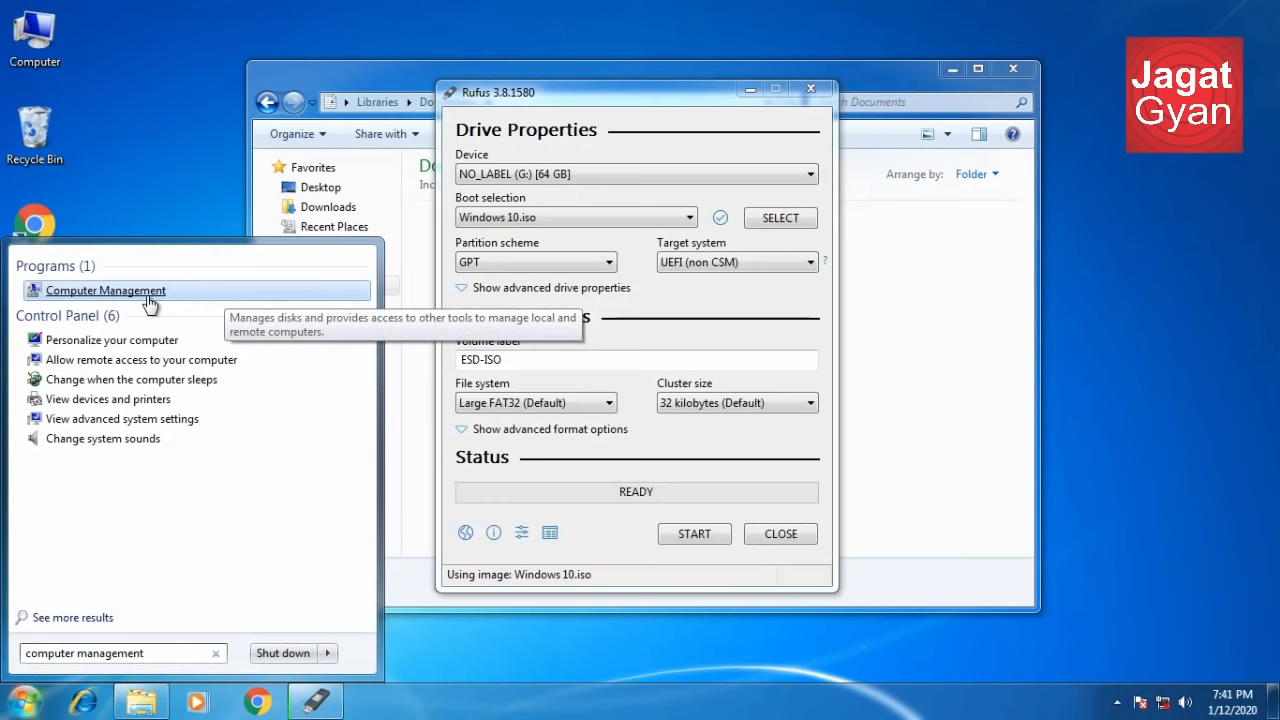 Computer
Recycle Bin
Jagat
Gyan
Libraries
Do
h Documents
Organize
Share with
Favorites
Desktop
Downloads
Recent Places
Do
Inc
Arrange by:
Folder
Rufus 3.8.1580
Drive Properties
Device
NO_LABEL (G:) [64 GB]
Boot selection
Windows 10.iso
SELECT
Partition scheme
Target system
GPT
UEFI (non CSM)
?
Show advanced drive properties
s
Volume label
ESD-ISO
File system
Cluster size
Large FAT32 (Default)
32 kilobytes (Default)
Show advanced format options
Status
READY
START
CLOSE
Using image: Windows 10.iso
Programs (1)
Computer Management
Manages disks and provides access to other tools to manage local and
remote computers.
Control Panel (6)
Personalize your computer
Allow remote access to your computer
Change when the computer sleeps
View devices and printers
View advanced system settings
Change system sounds
See more results
computer management
Shut down
7:41 PM
1/12/2020